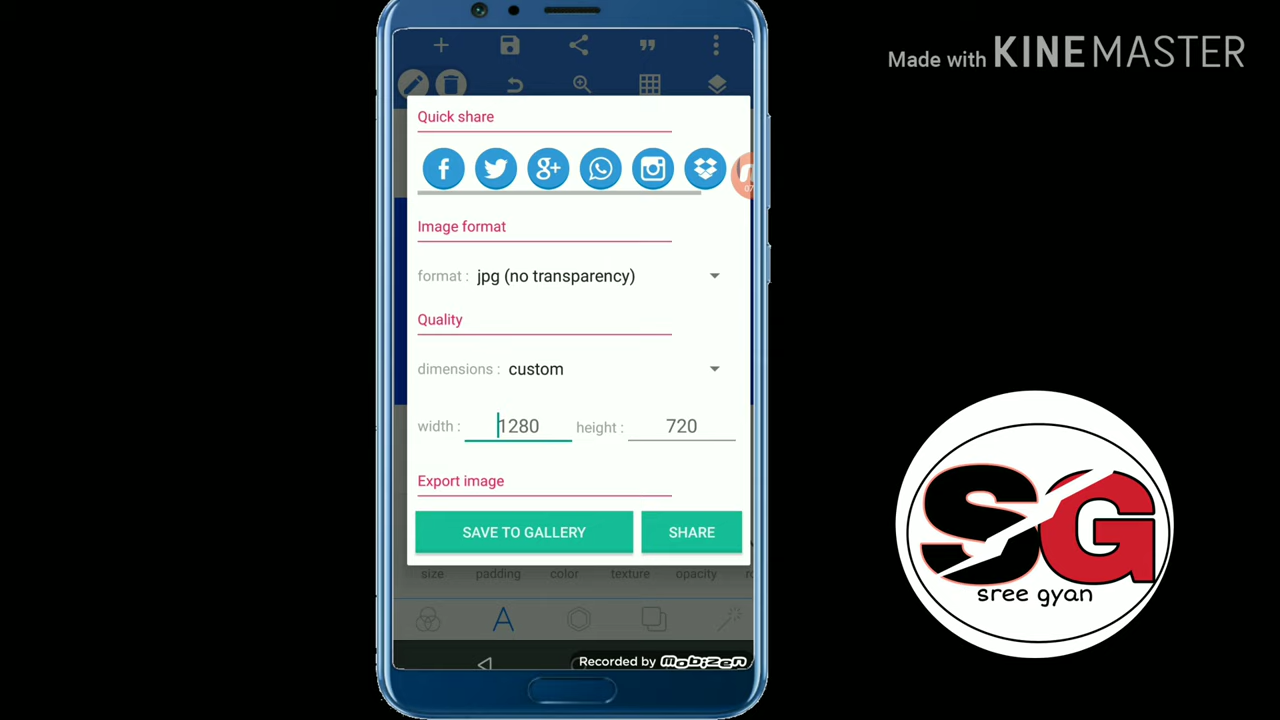 Made with KINEMASTER
Quick share
Image format
format : jpg (no transparency)
Quality
dimensions : custom
width : 1280 height : 720
Export image
SAVE TO GALLERY SHARE
size padding color texture opacity
Recorded by MOBIZEN
SG
sree gyan